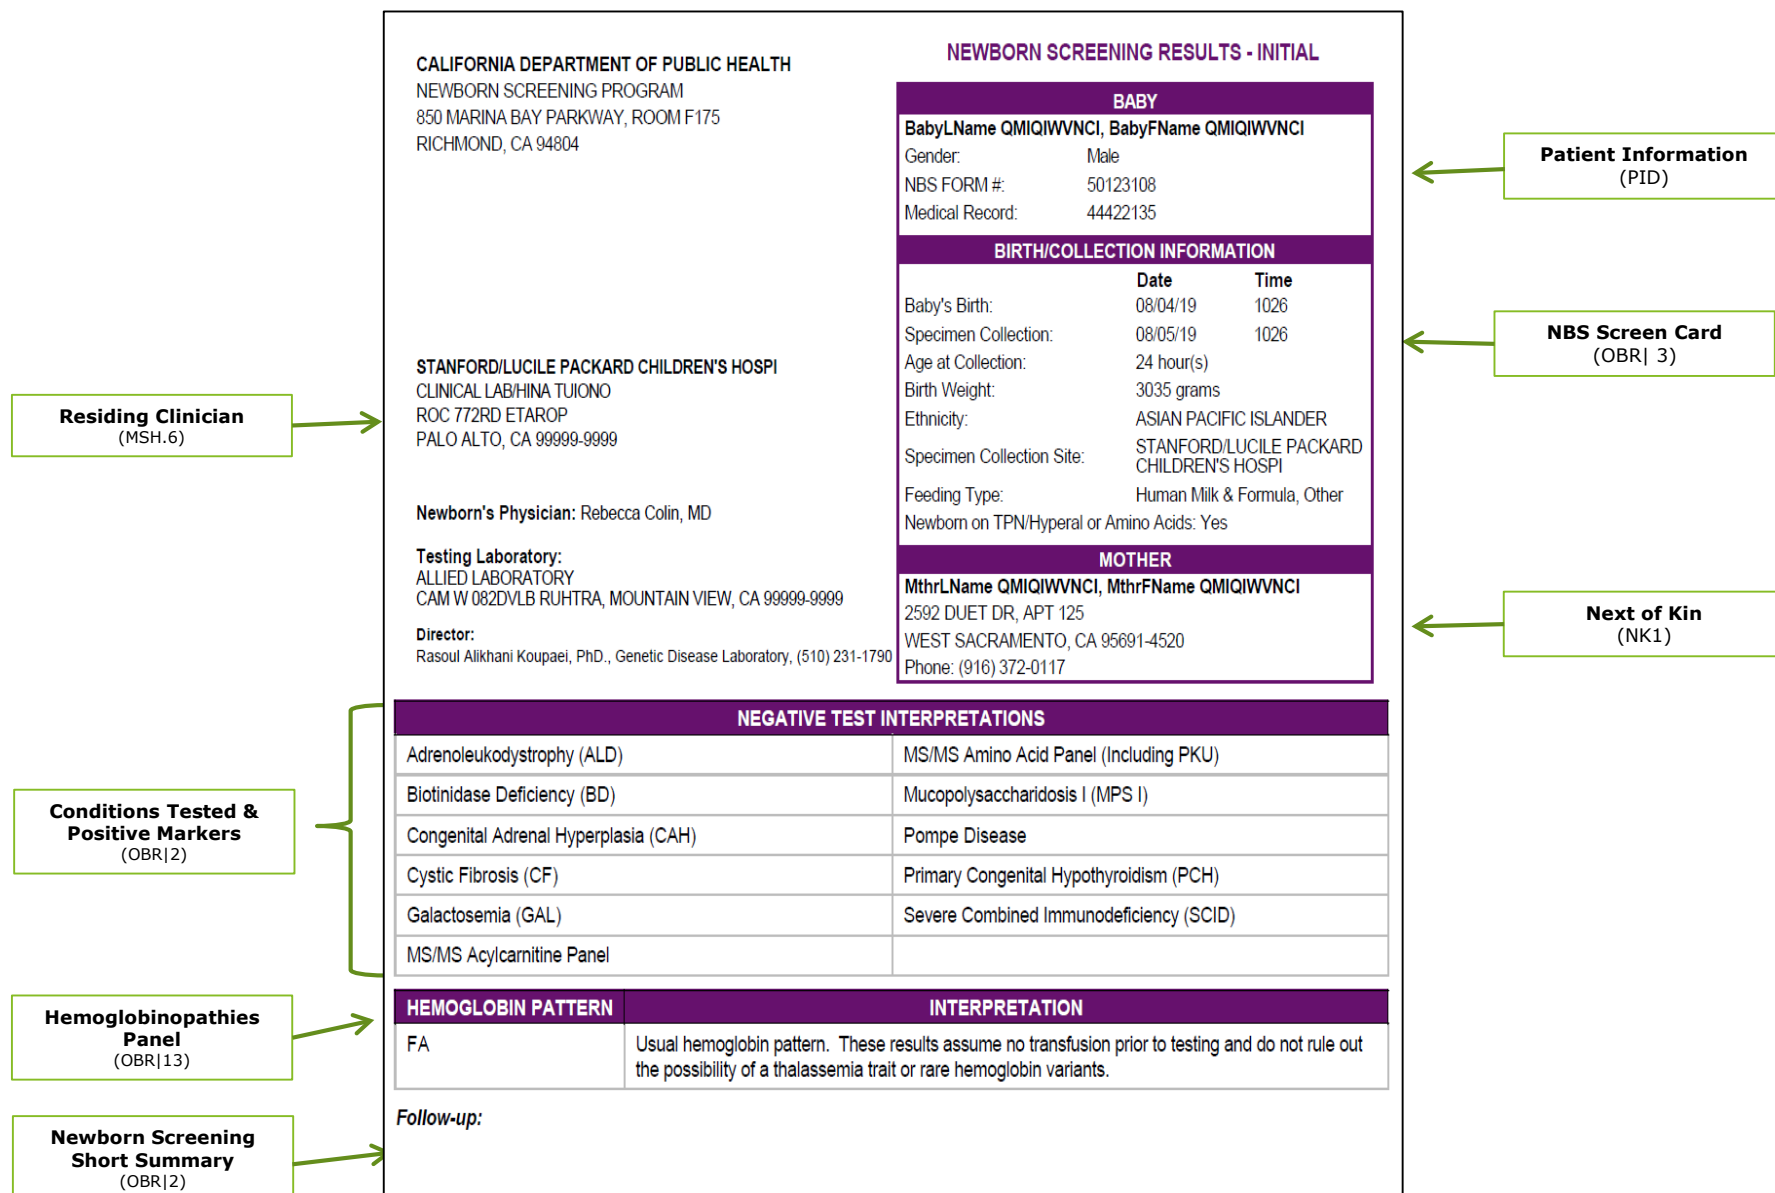 CALIFORNIA DEPARTMENT OF PUBLIC HEALTH
NEWBORN SCREENING PROGRAM
850 MARINA BAY PARKWAY, ROOM F175
RICHMOND, CA 94804
NEWBORN SCREENING RESULTS - INITIAL
BABY
BabyLName QMIQIWVNCI, BabyFName QMIQIWVNCI
Gender: Male
NBS FORM #: 50123108
Medical Record: 44422135
Patient Information
(PID)
BIRTH/COLLECTION INFORMATION
Date Time
Baby's Birth: 08/04/19 1026
Specimen Collection: 08/05/19 1026
Age at Collection: 24 hour(s)
Birth Weight: 3035 grams
Ethnicity: ASIAN PACIFIC ISLANDER
Specimen Collection Site: STANFORD/LUCILE PACKARD
CHILDREN'S HOSPI
Feeding Type: Human Milk & Formula, Other
Newborn on TPN/Hyperal or Amino Acids: Yes
NBS Screen Card
(OBR| 3)
STANFORD/LUCILE PACKARD CHILDREN'S HOSPI
CLINICAL LAB/HINA TUIONO
ROC 772RD ETAROP
PALO ALTO, CA 99999-9999
Residing Clinician
(MSH.6)
Newborn's Physician: Rebecca Colin, MD
Testing Laboratory:
ALLIED LABORATORY
CAM W 082DVLB RUHTRA, MOUNTAIN VIEW, CA 99999-9999
Director:
Rasoul Alikhani Koupaei, PhD., Genetic Disease Laboratory, (510) 231-1790
MOTHER
MthrLName QMIQIWVNCI, MthrFName QMIQIWVNCI
2592 DUET DR, APT 125
WEST SACRAMENTO, CA 95691-4520
Phone: (916) 372-0117
Next of Kin
(NK1)
NEGATIVE TEST INTERPRETATIONS
Adrenoleukodystrophy (ALD) MS/MS Amino Acid Panel (Including PKU)
Biotinidase Deficiency (BD) Mucopolysaccharidosis I (MPS I)
Congenital Adrenal Hyperplasia (CAH) Pompe Disease
Cystic Fibrosis (CF) Primary Congenital Hypothyroidism (PCH)
Galactosemia (GAL) Severe Combined Immunodeficiency (SCID)
MS/MS Acylcarnitine Panel
Conditions Tested &
Positive Markers
(OBR|2)
HEMOGLOBIN PATTERN INTERPRETATION
FA Usual hemoglobin pattern. These results assume no transfusion prior to testing and do not rule out
the possibility of a thalassemia trait or rare hemoglobin variants.
Hemoglobinopathies
Panel
(OBR|13)
Follow-up:
Newborn Screening
Short Summary
(OBR|2)